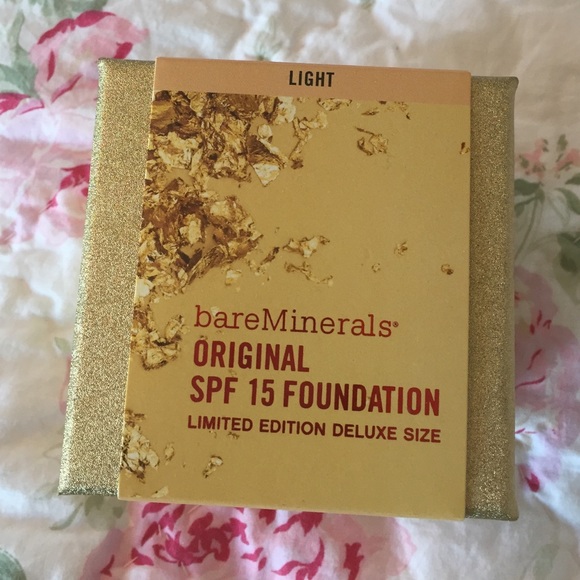 LIGHT
bareMinerals®
ORIGINAL
SPF 15 FOUNDATION
LIMITED EDITION DELUXE SIZE